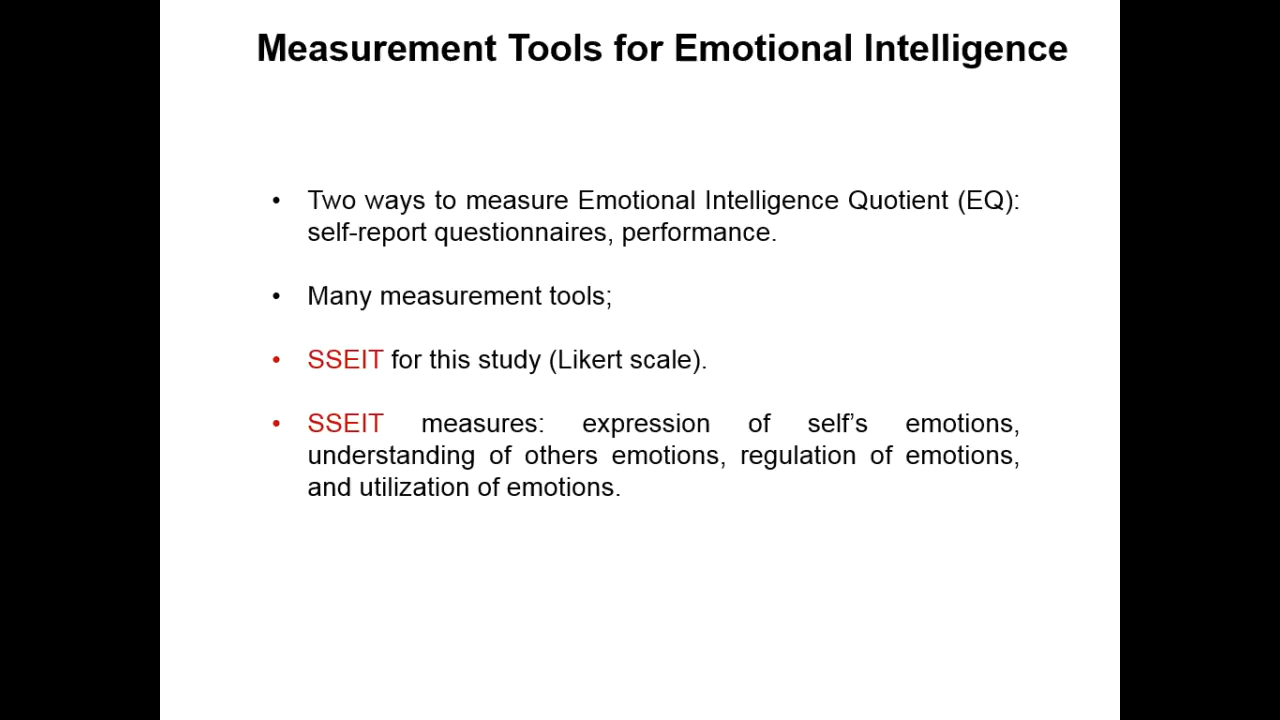 Measurement Tools for Emotional Intelligence
• Two ways to measure Emotional Intelligence Quotient (EQ):
self-report questionnaires, performance.
• Many measurement tools;
• SSEIT for this study (Likert scale).
• SSEIT measures: expression of self’s emotions,
understanding of others emotions, regulation of emotions,
and utilization of emotions.